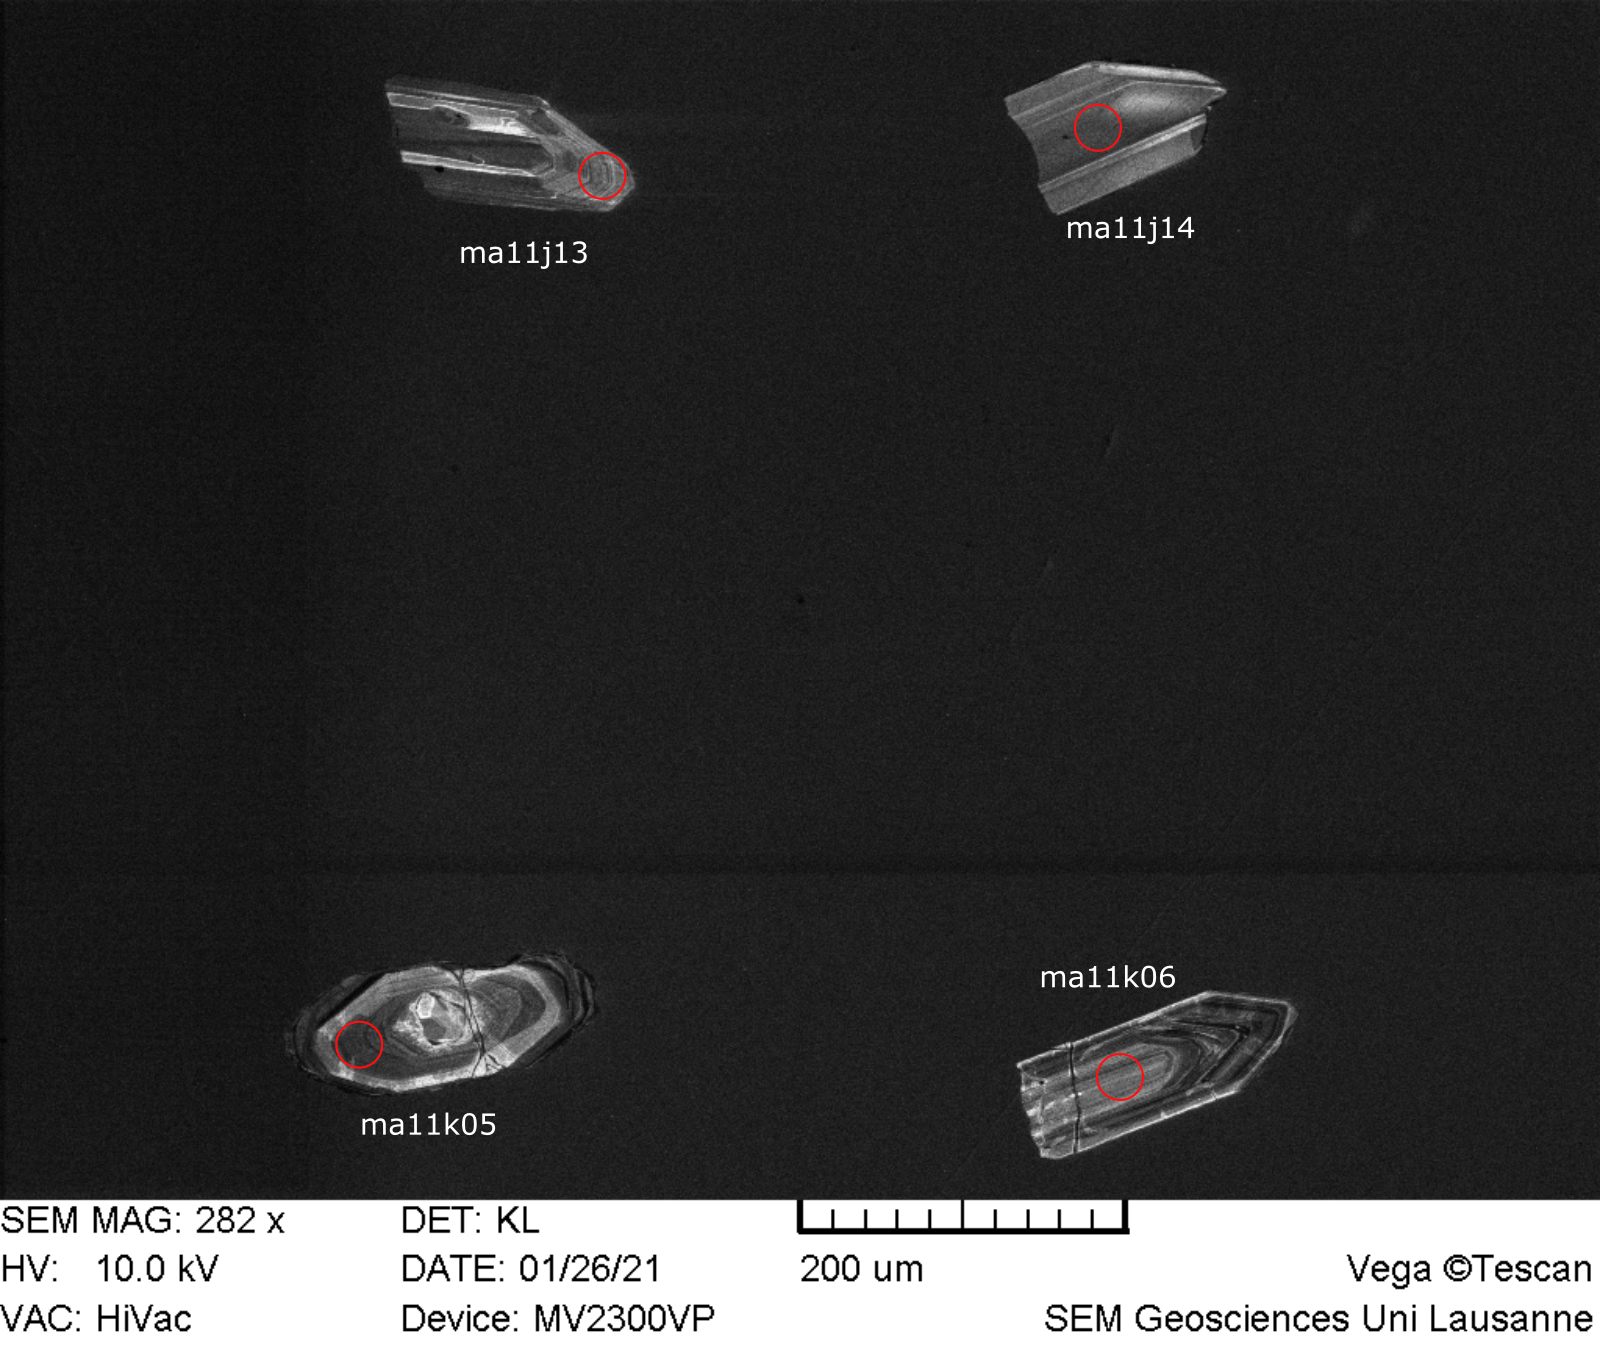 ma11j13
ma11j14
ma11k05
ma11k06
SEM MAG: 282 x
DET: KL
HV: 10.0 kV
DATE: 01/26/21
200 um
Vega ©Tescan
VAC: HiVac
Device: MV2300VP
SEM Geosciences Uni Lausanne